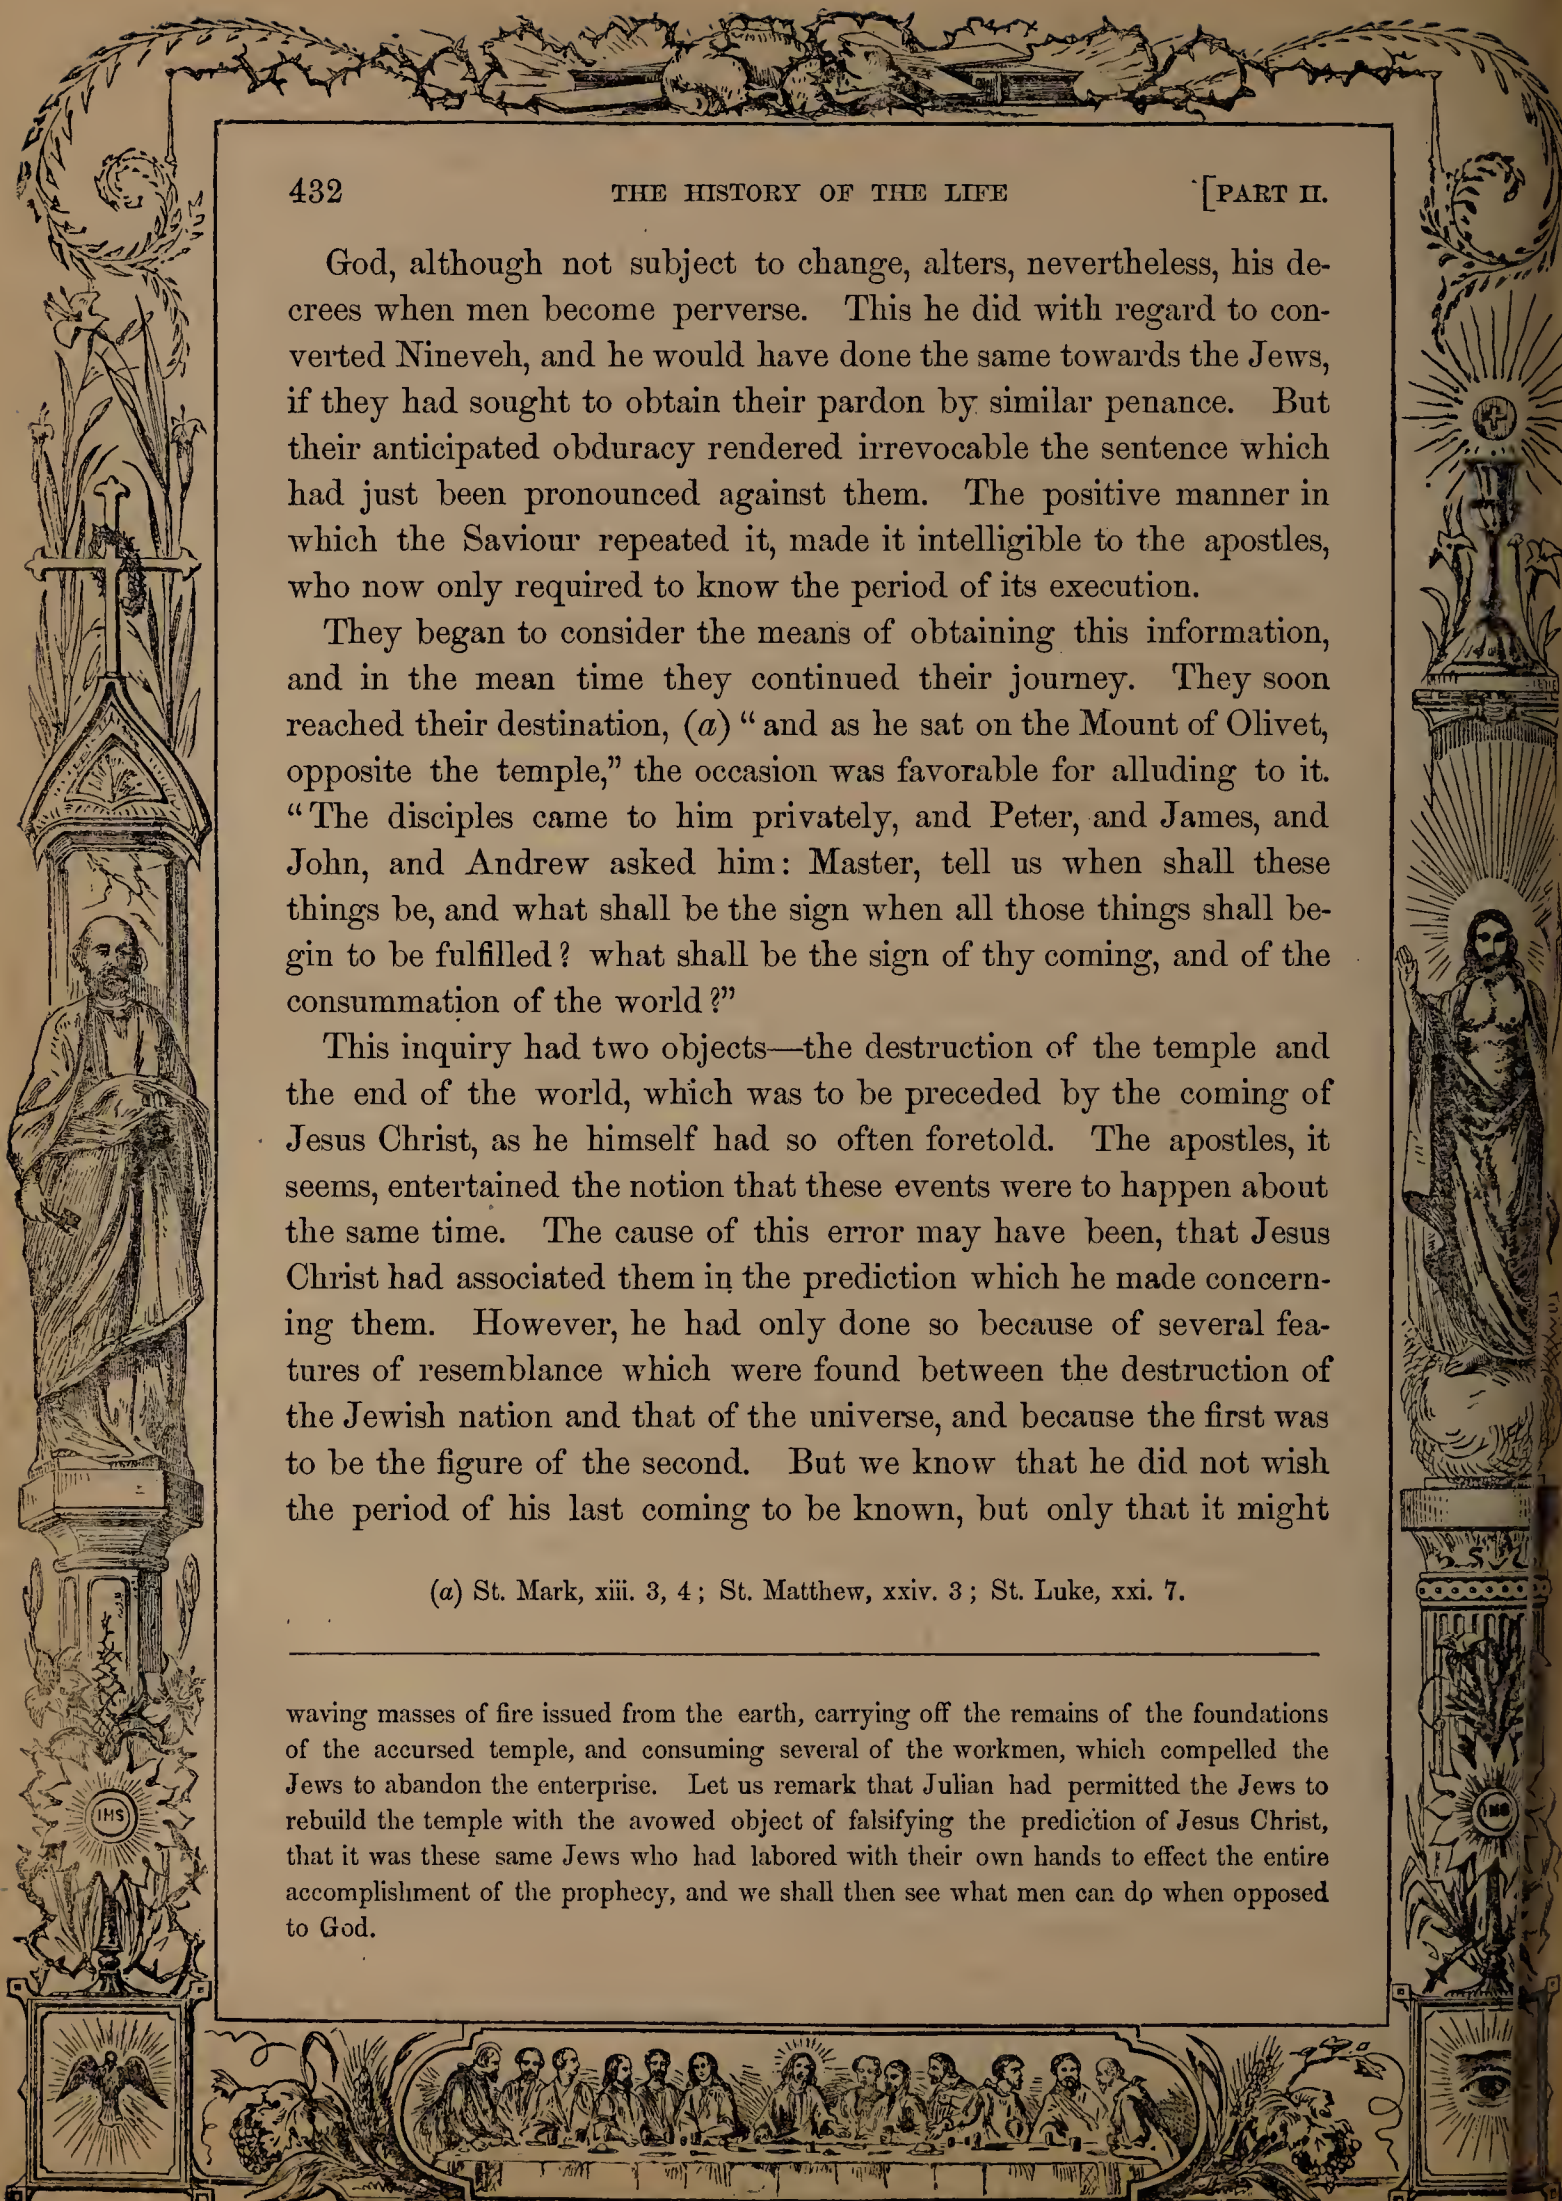 432 THE HISTORY OF THE LIFE [PART II.
God, although not subject to change, alters, nevertheless, his de-
crees when men become perverse. This he did with regard to con-
verted Nineveh, and he would have done the same towards the Jews,
if they had sought to obtain their pardon by similar penance. But
their anticipated obduracy rendered irrevocable the sentence which
had just been pronounced against them. The positive manner in
which the Saviour repeated it, made it intelligible to the apostles,
who now only required to know the period of its execution.
They began to consider the means of obtaining this information,
and in the mean time they continued their journey. They soon
reached their destination, (a) “and as he sat on the Mount of Olivet,
opposite the temple,” the occasion was favorable for alluding to it.
“The disciples came to him privately, and Peter, and James, and
John, and Andrew asked him: Master, tell us when shall these
things be, and what shall be the sign when all those things shall be-
gin to be fulfilled? what shall be the sign of thy coming, and of the
consummation of the world?”
This inquiry had two objects—the destruction of the temple and
the end of the world, which was to be preceded by the coming of
Jesus Christ, as he himself had so often foretold. The apostles, it
seems, entertained the notion that these events were to happen about
the same time. The cause of this error may have been, that Jesus
Christ had associated them in the prediction which he made concern-
ing them. However, he had only done so because of several fea-
tures of resemblance which were found between the destruction of
the Jewish nation and that of the universe, and because the first was
to be the figure of the second. But we know that he did not wish
the period of his last coming to be known, but only that it might
(a) St. Mark, xiii. 3, 4; St. Matthew, xxiv. 3; St. Luke, xxi. 7.
waving masses of fire issued from the earth, carrying off the remains of the foundations
of the accursed temple, and consuming several of the workmen, which compelled the
Jews to abandon the enterprise. Let us remark that Julian had permitted the Jews to
rebuild the temple with the avowed object of falsifying the prediction of Jesus Christ,
that it was these same Jews who had labored with their own hands to effect the entire
accomplishment of the prophecy, and we shall then see what men can do when opposed
to God.
IHS
IHS